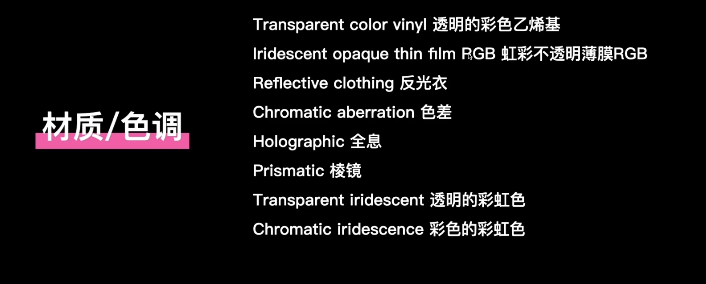 材质/色调
Transparent color vinyl 透明的彩色乙烯基
Iridescent opaque thin film RGB 虹彩不透明薄膜RGB
Reflective clothing 反光衣
Chromatic aberration 色差
Holographic 全息
Prismatic 棱镜
Transparent iridescent 透明的彩虹色
Chromatic iridescence 彩色的彩虹色